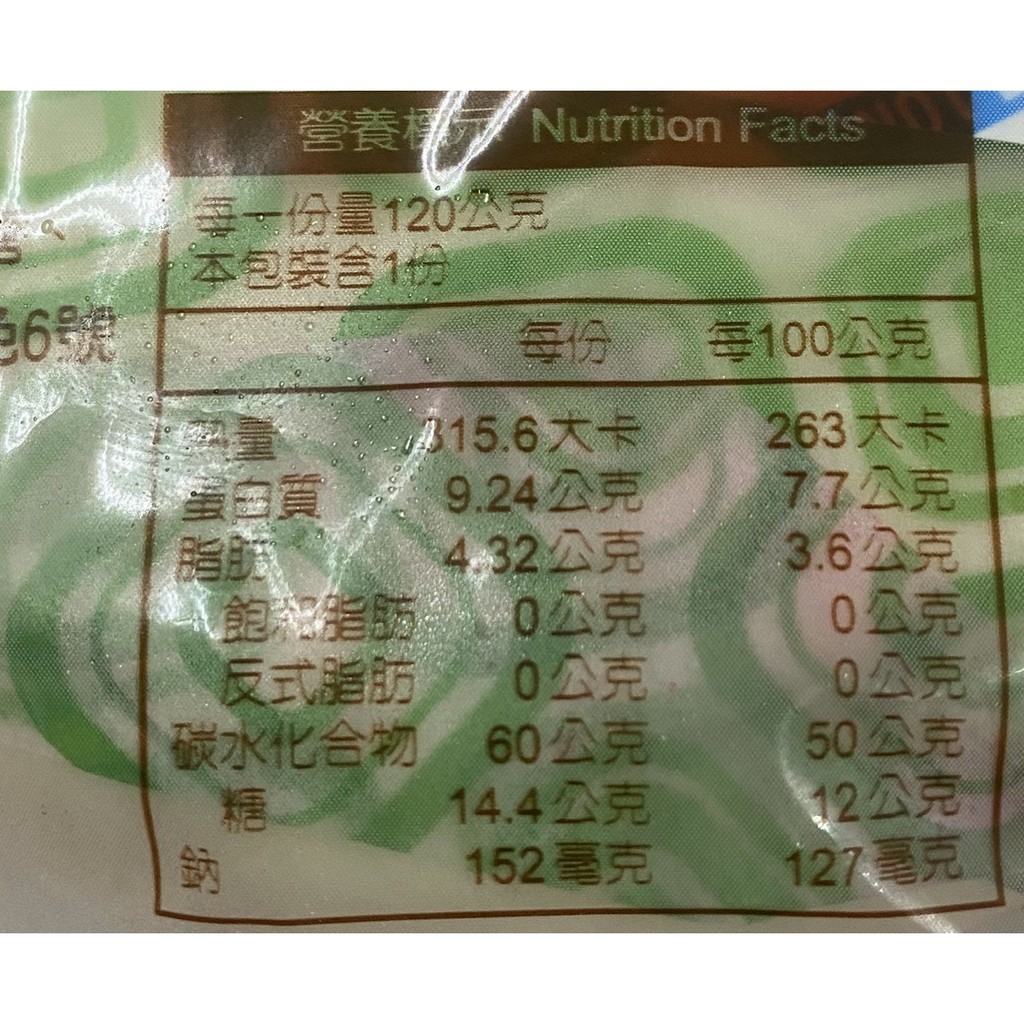 營養標示 Nutrition Facts
每一份量120公克
本包裝含1份
每份 每100公克
熱量 315.6大卡 263大卡
蛋白質 9.24公克 7.7公克
脂肪 4.32公克 3.6公克
飽和脂肪 0公克 0公克
反式脂肪 0公克 0公克
碳水化合物 60公克 50公克
糖 14.4公克 12公克
鈉 152毫克 127毫克
6號